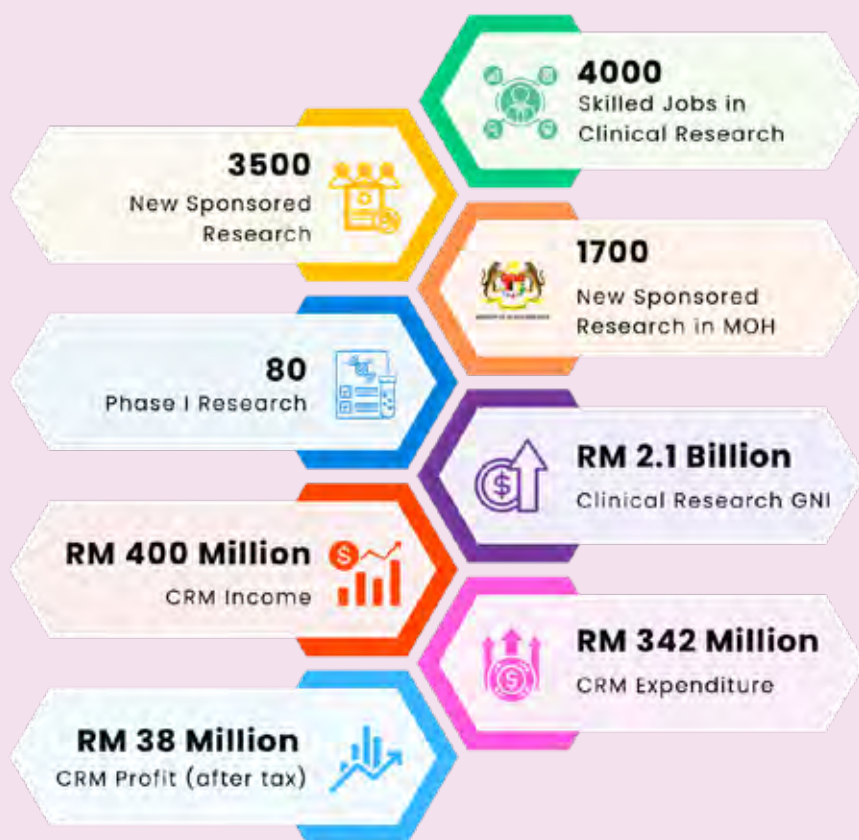 4000
Skilled Jobs in
Clinical Research
3500
New Sponsored
Research
1700
New Sponsored
Research in MOH
80
Phase I Research
RM 2.1 Billion
Clinical Research GNI
RM 400 Million
CRM Income
RM 342 Million
CRM Expenditure
RM 38 Million
CRM Profit (after tax)